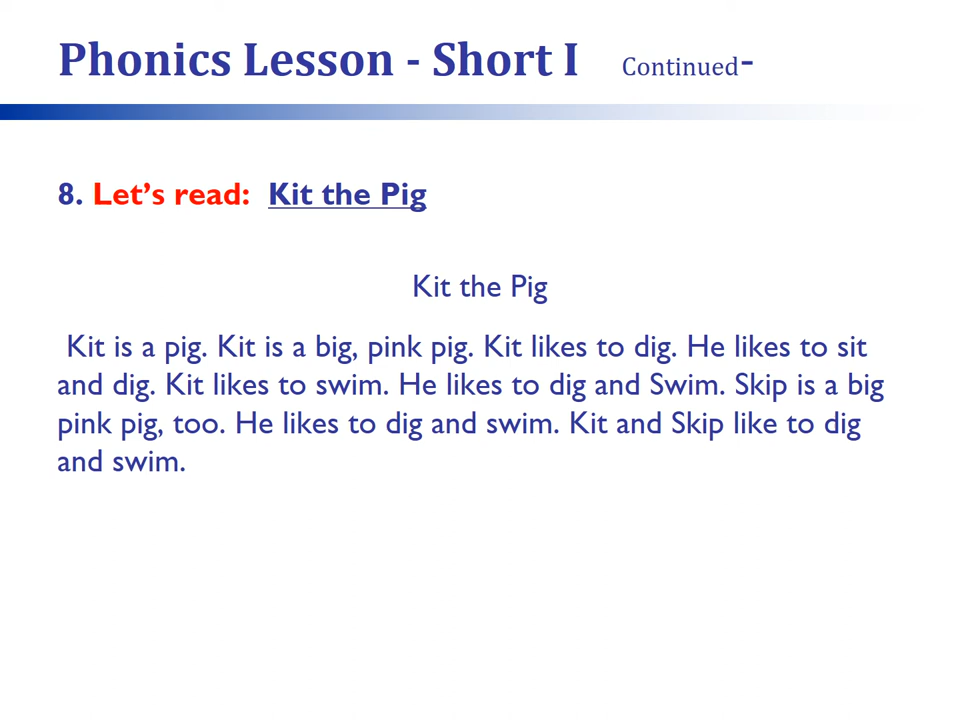 Phonics Lesson - Short I Continued-
8. Let’s read: Kit the Pig
Kit the Pig
Kit is a pig. Kit is a big, pink pig. Kit likes to dig. He likes to sit
and dig. Kit likes to swim. He likes to dig and Swim. Skip is a big
pink pig, too. He likes to dig and swim. Kit and Skip like to dig
and swim.